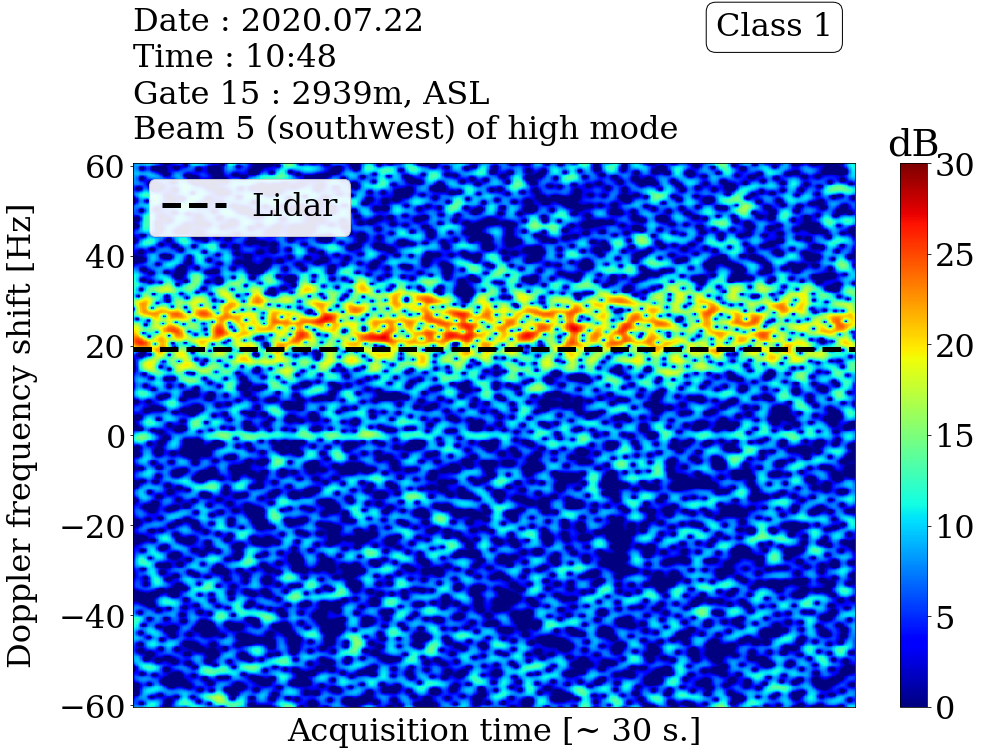 Date : 2020.07.22
Time : 10:48
Gate 15 : 2939m, ASL
Beam 5 (southwest) of high mode
Class 1
dB
Lidar
Doppler frequency shift [Hz]
60
40
20
0
−20
−40
−60
Acquisition time [~ 30 s.]
30
25
20
15
10
5
0